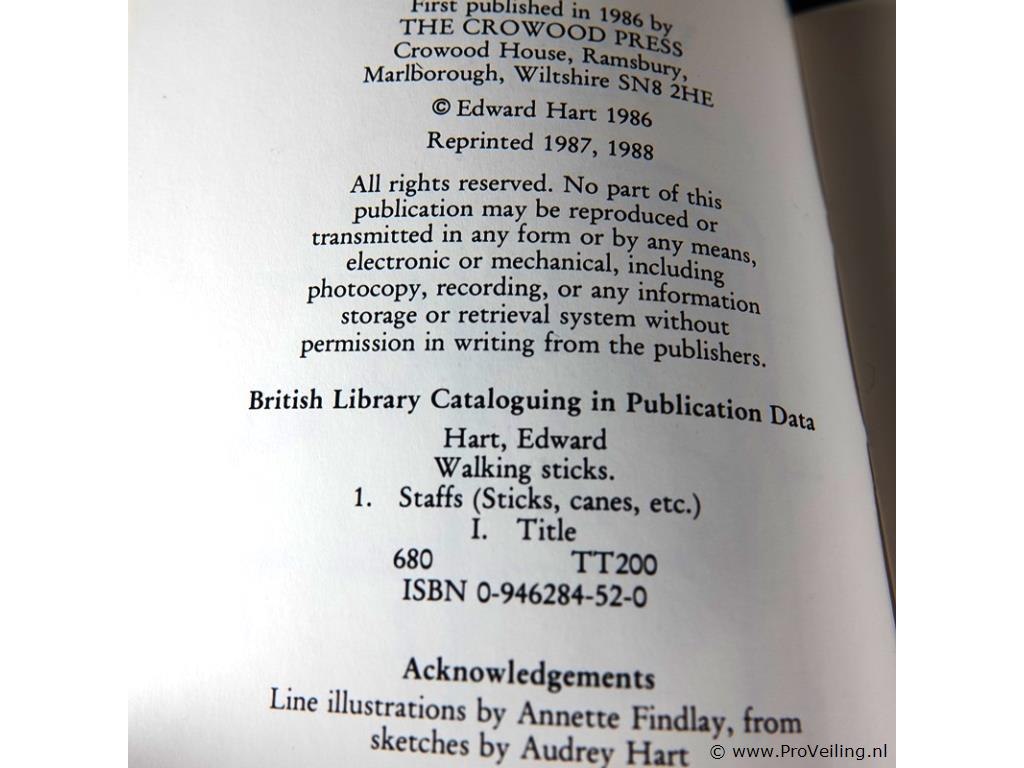 First published in 1986 by
THE CROWOOD PRESS
Crowood House, Ramsbury,
Marlborough, Wiltshire SN8 2HE
© Edward Hart 1986
Reprinted 1987, 1988
All rights reserved. No part of this
publication may be reproduced or
transmitted in any form or by any means,
electronic or mechanical, including
photocopy, recording, or any information
storage or retrieval system without
permission in writing from the publishers.
British Library Cataloguing in Publication Data
Hart, Edward
Walking sticks.
1. Staffs (Sticks, canes, etc.)
I. Title
680 TT200
ISBN 0-946284-52-0
Acknowledgements
Line illustrations by Annette Findlay, from
sketches by Audrey Hart
© www.ProVeiling.nl